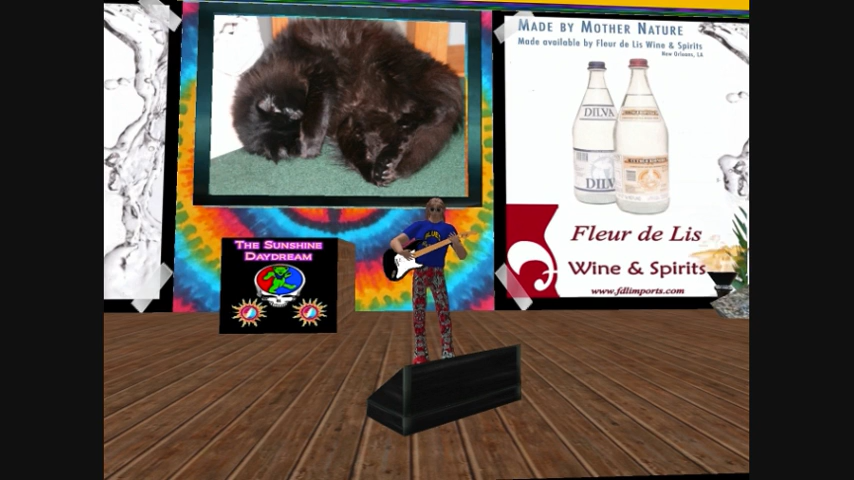 MADE BY MOTHER NATURE
Made available by Fleur de Lis Wine & Spirits
New Orleans, LA
DILVA
DILV
THE SUNSHINE
DAYDREAM
Fleur de Lis
Wine & Spirits
www.fdlimports.com